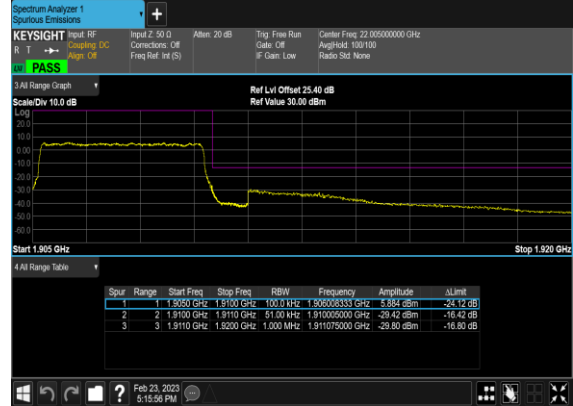 Spectrum Analyzer 1
Spurious Emissions
KEYSIGHT Input: RF Input Z: 50 Ω Atten: 20 dB Trig: Free Run Center Freq: 22.005000000 GHz
R T Coupling: DC Corrections: Off Gate: Off Avg|Hold: 100/100
Align: Off Freq Ref: Int (S) IF Gain: Low Radio Std: None
PASS
3 All Range Graph
Ref Lvl Offset 25.40 dB
Scale/Div 10.0 dB Ref Value 30.00 dBm
Log
20.0
10.0
0.00
-10.0
-20.0
-30.0
-40.0
-50.0
-60.0
Start 1.905 GHz Stop 1.920 GHz
4 All Range Table
Spur Range Start Freq Stop Freq RBW Frequency Amplitude ΔLimit
1 1 1.9050 GHz 1.9100 GHz 100.0 kHz 1.906008333 GHz 5.884 dBm -24.12 dB
2 2 1.9100 GHz 1.9110 GHz 51.00 kHz 1.910005000 GHz -29.42 dBm -16.42 dB
3 3 1.9110 GHz 1.9200 GHz 1.000 MHz 1.911075000 GHz -29.80 dBm -16.80 dB
? Feb 23, 2023
5:15:56 PM